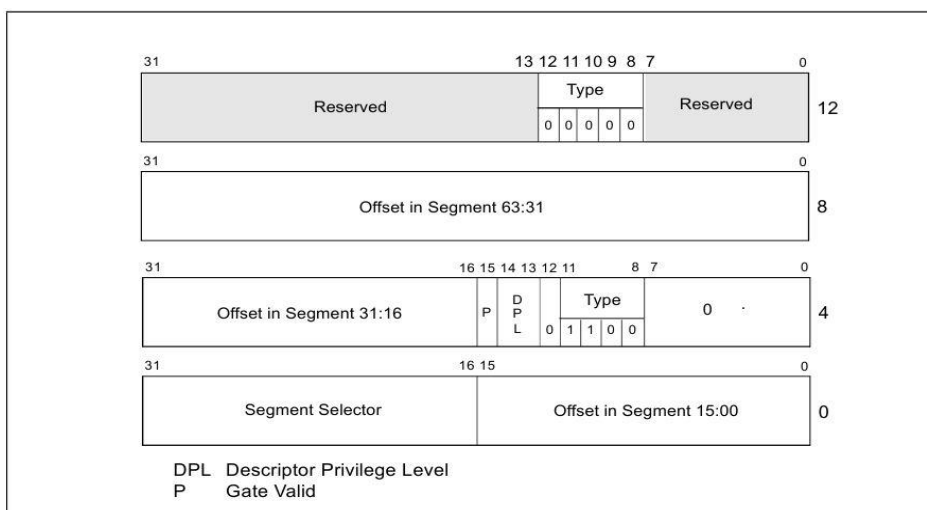 31 13 12 11 10 9 8 7 0
Type
Reserved Reserved 12
0 0 0 0 0
31 0
Offset in Segment 63:31 8
31 16 15 14 13 12 11 8 7 0
Offset in Segment 31:16 P DPL 0 Type 0 4
1 1 0 0
31 16 15 0
Segment Selector Offset in Segment 15:00 0
DPL Descriptor Privilege Level
P Gate Valid